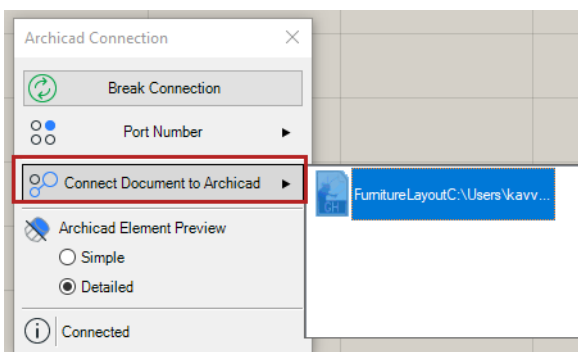 Archicad Connection
Break Connection
Port Number
Connect Document to Archicad
FurnitureLayoutC:\Users\kavv...
GH
Archicad Element Preview
Simple
Detailed
Connected